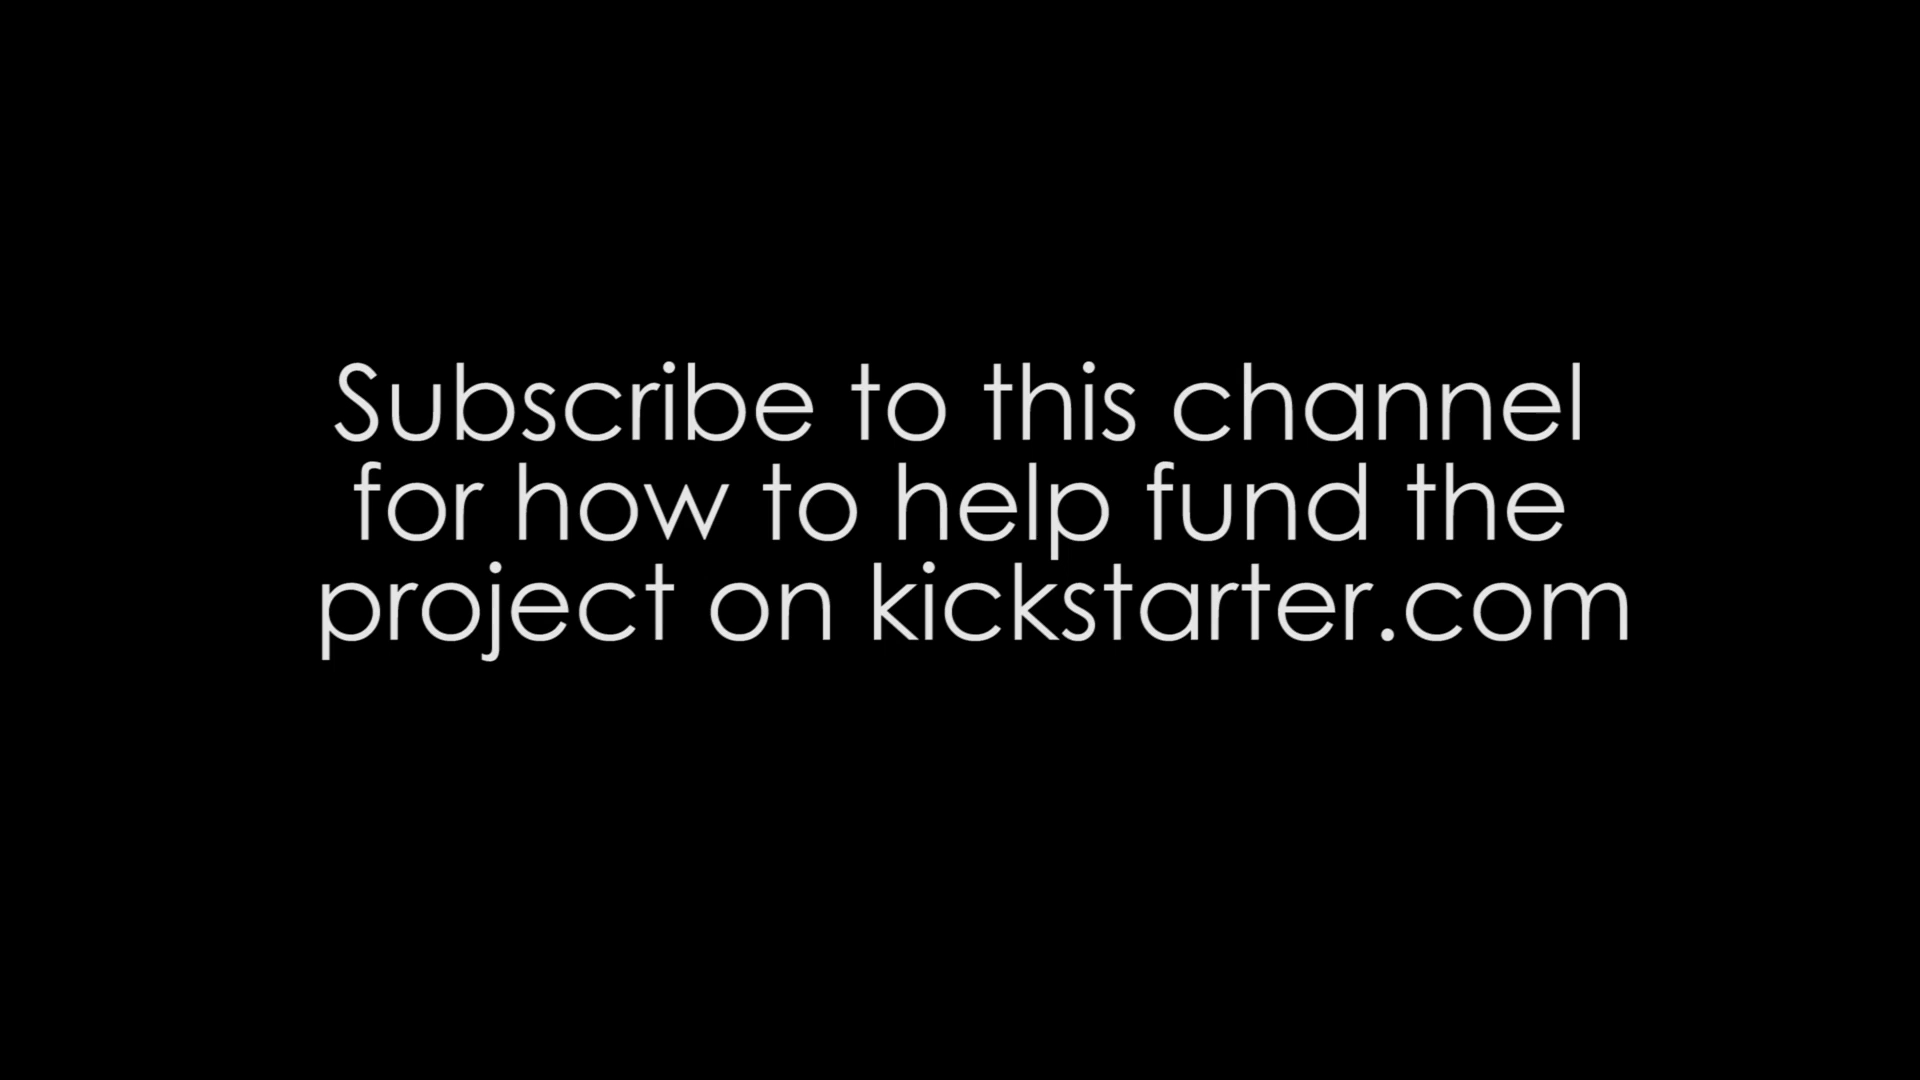 Subscribe to this channel
for how to help fund the
project on kickstarter.com